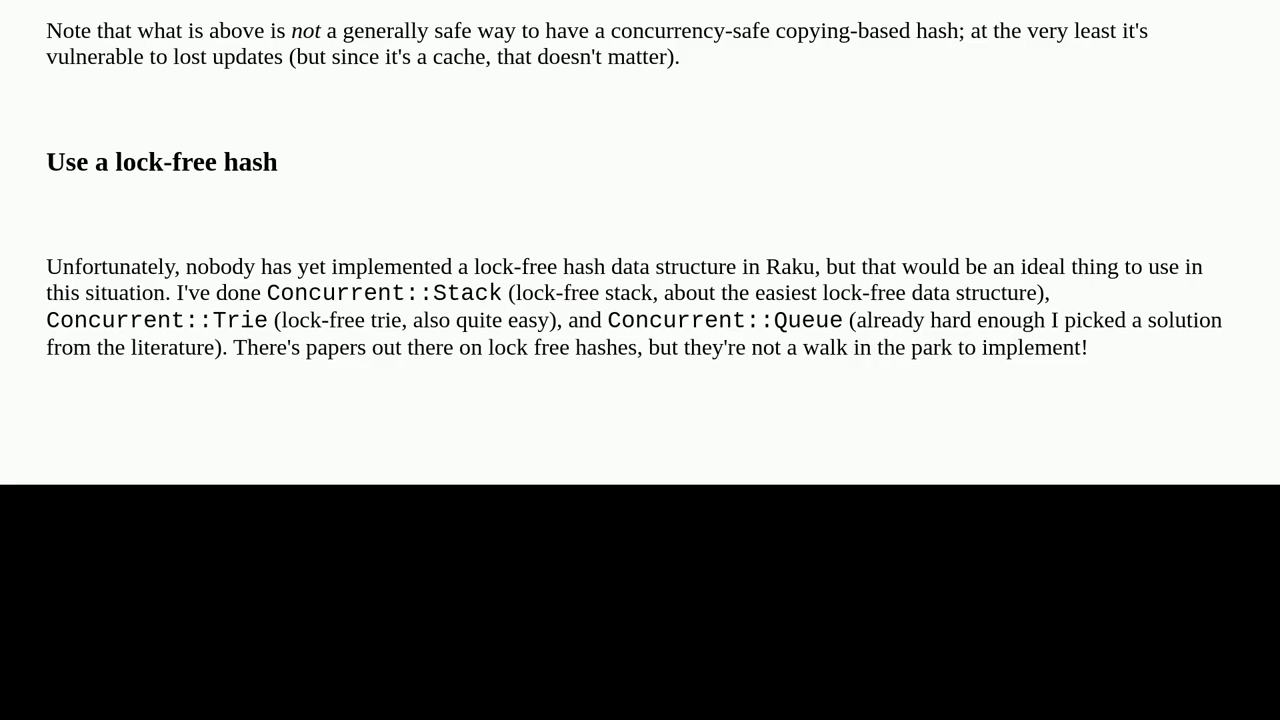 Note that what is above is not a generally safe way to have a concurrency-safe copying-based hash; at the very least it's
vulnerable to lost updates (but since it's a cache, that doesn't matter).
Use a lock-free hash
Unfortunately, nobody has yet implemented a lock-free hash data structure in Raku, but that would be an ideal thing to use in
this situation. I've done Concurrent::Stack (lock-free stack, about the easiest lock-free data structure),
Concurrent::Trie (lock-free trie, also quite easy), and Concurrent::Queue (already hard enough I picked a solution
from the literature). There's papers out there on lock free hashes, but they're not a walk in the park to implement!